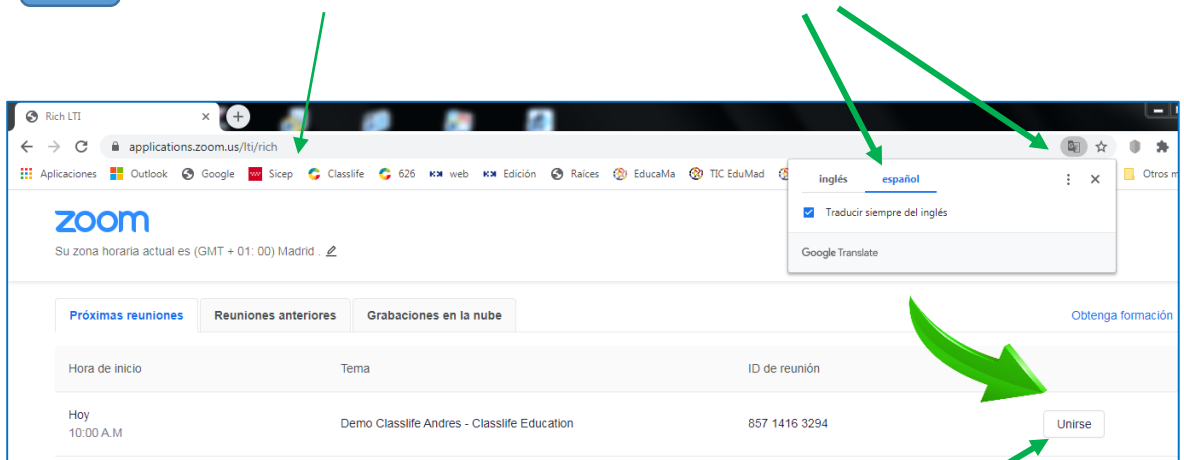 Rich LTI
applications.zoom.us/lti/rich
Aplicaciones Outlook Google Sicep Classlife 626 web Edición Raíces EducaMa TIC EduMad Otros
inglés español
Traducir siempre del inglés
Google Translate
zoom
Su zona horaria actual es (GMT + 01: 00) Madrid .
Próximas reuniones Reuniones anteriores Grabaciones en la nube Obtenga formación
Hora de inicio Tema ID de reunión
Hoy
10:00 A.M Demo Classlife Andres - Classlife Education 857 1416 3294 Unirse